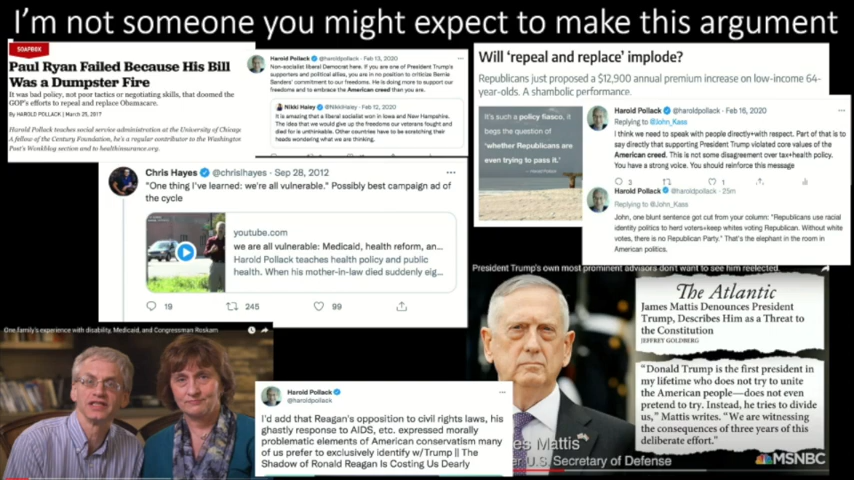 I'm not someone you might expect to make this argument
SOAPBOX
Paul Ryan Failed Because His Bill
Was a Dumpster Fire
It was bad policy, not poor tactics or negotiating skills, that doomed the
GOP's efforts to repeal and replace Obamacare.
By HAROLD POLLACK | March 25, 2017
Harold Pollack teaches social service administration at the University of Chicago
A fellow of the Century Foundation, he's a regular contributor to the Washington
Post's Wonkblog section and to healthinsurance.org.
Harold Pollack @haroldpollack · Feb 13, 2020
Non-socialist liberal Democrat here. If you are one of President Trump's
supporters and political allies, you are in no position to criticize Bernie
Sanders' commitment to our freedoms. He is doing more to support our
freedoms and to embrace the American creed than you are.
Nikki Haley @NikkiHaley · Feb 12, 2020
It is amazing that a liberal socialist won in Iowa and New Hampshire.
The idea that we would give up the freedom our veterans fought and
died for is unthinkable. Other countries have to be scratching their
heads wondering what we are thinking.
Will 'repeal and replace' implode?
Republicans just proposed a $12,900 annual premium increase on low-income 64-
year-olds. A shambolic performance.
It's such a policy fiasco, it
begs the question of
'whether Republicans are
even trying to pass it.'
— Harold Pollack
Harold Pollack @haroldpollack · Feb 16, 2020
Replying to @John_Kass
I think we need to speak with people directly+with respect. Part of that is
to say directly that supporting President Trump violated core values of the
American creed. This is not some disagreement over tax+health policy.
You have a strong voice. You should reinforce this message
3
1
Harold Pollack @haroldpollack · 29m
Replying to @John_Kass
John, one blunt sentence got cut from your column: "Republicans use racial
identity politics to herd voters+keep whites voting Republican. Without white
votes, there is no Republican Party." That's the elephant in the room in
American politics.
Chris Hayes @chrislhayes · Sep 28, 2012
"One thing I've learned: we're all vulnerable." Possibly best campaign ad of
the cycle
youtube.com
we are all vulnerable: Medicaid, health reform, an...
Harold Pollack teaches health policy and public
health. When his mother-in-law died suddenly eig...
19
245
99
One family's experience with disability, Medicaid, and Congressman Roskam
Harold Pollack
@haroldpollack
I'd add that Reagan's opposition to civil rights laws, his
ghastly response to AIDS, etc. expressed morally
problematic elements of American conservatism many
of us prefer to exclusively identify w/Trump || The
Shadow of Ronald Reagan Is Costing Us Dearly
President Trump's own most prominent advisors don't want to see him reelected.
The Atlantic
James Mattis Denounces President
Trump, Describes Him as a Threat to
the Constitution
JEFFREY GOLDBERG
"Donald Trump is the first president in
my lifetime who does not try to unite
the American people—does not even
pretend to try. Instead, he tries to divide
us," Mattis writes. "We are witnessing
the consequences of three years of this
deliberate effort."
es Mattis
er U.S. Secretary of Defense
MSNBC